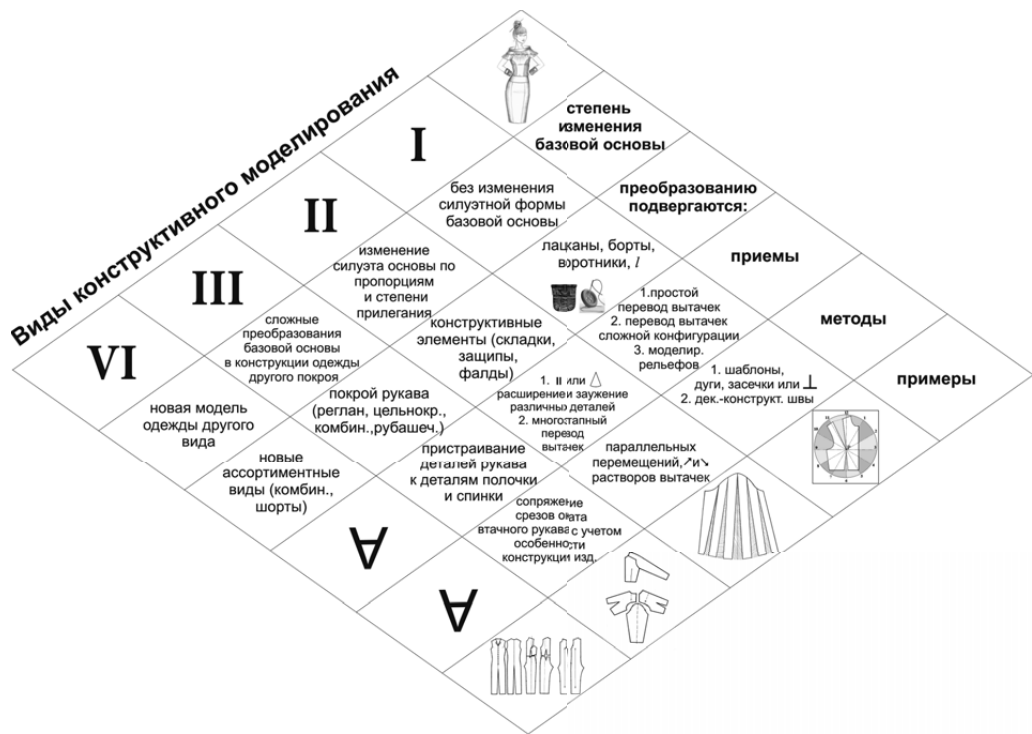 Виды конструктивного моделирования
степень
изменения
базовой основы
преобразованию
подвергаются:
приемы
методы
примеры
I
без изменения
силуэтной формы
базовой основы
лацканы, борты,
воротники, l
1.простой
перевод вытачек
2. перевод вытачек
сложной конфигурации
3. моделир.
рельефов
1. шаблоны,
дуги, засечки или ⊥
2. дек.-конструкт. швы
II
изменение
силуэта основы по
пропорциям
и степени
прилегания
конструктивные
элементы (складки,
защипы,
фалды)
1. II или △
расширение и заужение
различных деталей
2. многоэтапный
перевод
вытачек
параллельных
перемещений,↗и↘
растворов вытачек
III
сложные
преобразования
базовой основы
в конструкции одежды
другого покроя
покрой рукава
(реглан, цельнокр.,
комбин.,рубашеч.)
пристраивание
деталей рукава
к деталям полочки
и спинки
сопряжение
срезов оката
втачного рукава с учетом
особенности
конструкции изд.
VI
новая модель
одежды другого
вида
новые
ассортиментные
виды (комбин.,
шорты)
∀
∀